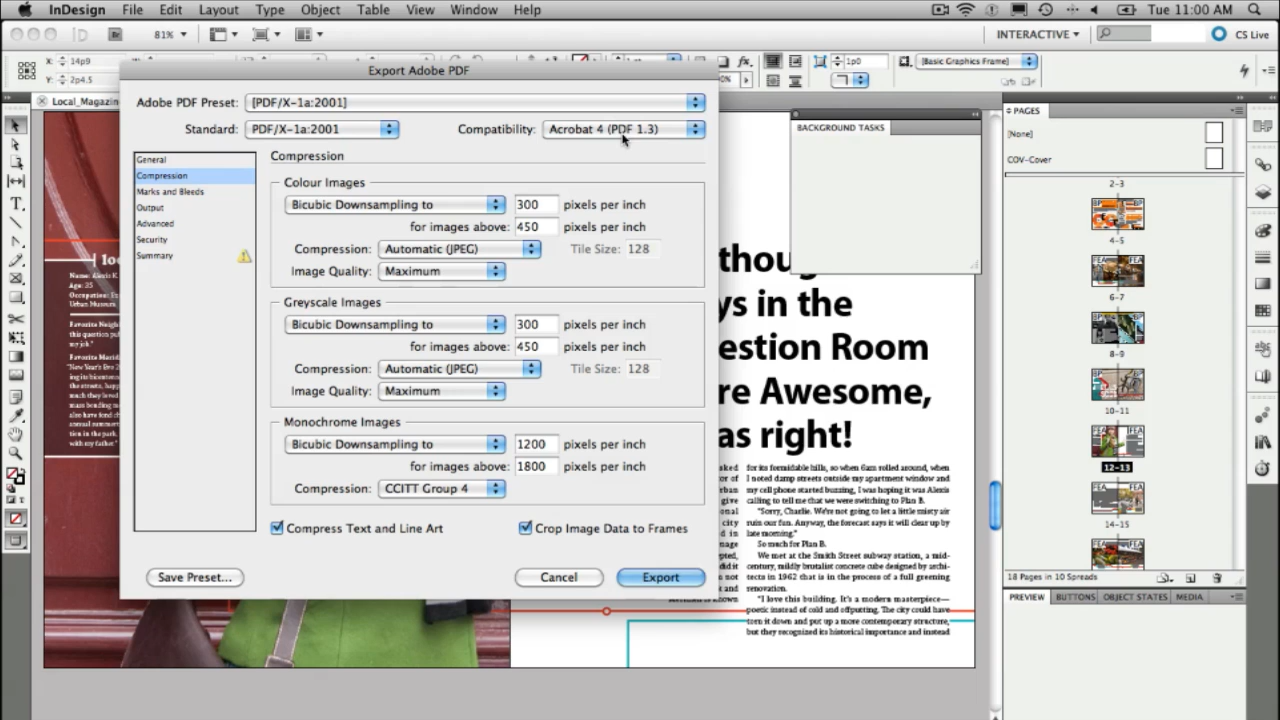 InDesign File Edit Layout Type Object Table View Window Help Tue 11:00 AM
Br 81% INTERACTIVE CS Live
X: 14p9
Y: 2p4.5
1p0
[Basic Graphics Frame]
Local_Magazin
Export Adobe PDF
Adobe PDF Preset: [PDF/X-1a:2001]
Standard: PDF/X-1a:2001 Compatibility: Acrobat 4 (PDF 1.3)
General
Compression
Marks and Bleeds
Output
Advanced
Security
Summary
Compression
Colour Images
Bicubic Downsampling to 300 pixels per inch
for images above: 450 pixels per inch
Compression: Automatic (JPEG) Tile Size: 128
Image Quality: Maximum
Greyscale Images
Bicubic Downsampling to 300 pixels per inch
for images above: 450 pixels per inch
Compression: Automatic (JPEG) Tile Size: 128
Image Quality: Maximum
Monochrome Images
Bicubic Downsampling to 1200 pixels per inch
for images above: 1800 pixels per inch
Compression: CCITT Group 4
Compress Text and Line Art Crop Image Data to Frames
Save Preset... Cancel Export
BACKGROUND TASKS
thoug
ys in the
estion Room
re Awesome,
as right!
for its formidable hills, so when 6am rolled around, when
I noted damp streets outside my apartment window and
my cell phone started buzzing, I was hoping it was Alexis
calling to tell me that we were switching to Plan B.
"Sorry, Charlie. We're not going to let a little misty air
ruin our fun. Anyway, the forecast says it will clear up by
late morning."
So much for Plan B.
We met at the Smith Street subway station, a mid-
century, mildly brutalist concrete cube designed by archi-
tects in 1962 that is in the process of a full greening
renovation.
"I love this building. It's a modern masterpiece—
poetic instead of cold and offputting. The city could have
torn it down and put up a more contemporary structure,
but they recognized its historical importance and instead
Name: Alexis K.
Age: 35
Urban Museum.
PAGES
[None]
COV-Cover
2-3
4-5
6-7
8-9
10-11
12-13
14-15
18 Pages in 10 Spreads
PREVIEW BUTTONS OBJECT STATES MEDIA